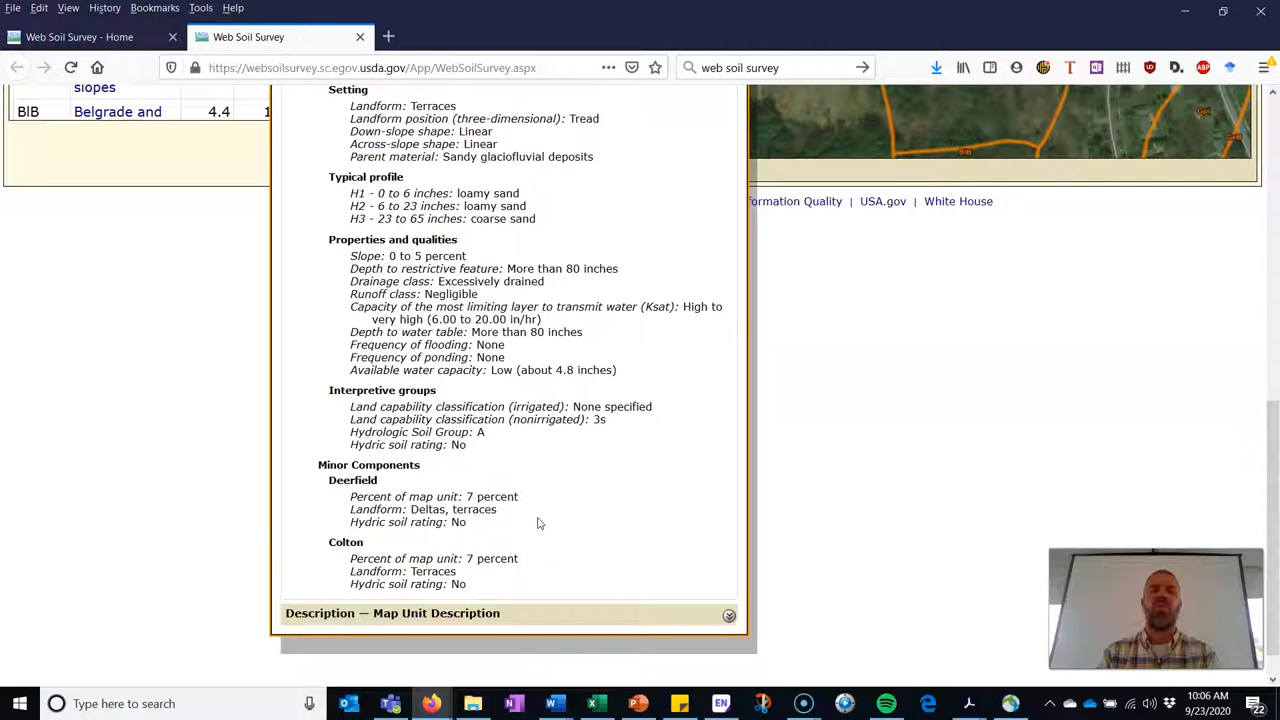 File Edit View History Bookmarks Tools Help
Web Soil Survey - Home
Web Soil Survey
https://websoilsurvey.sc.egov.usda.gov/App/WebSoilSurvey.aspx
web soil survey
slopes
BlB Belgrade and 4.4 1
Setting
Landform: Terraces
Landform position (three-dimensional): Tread
Down-slope shape: Linear
Across-slope shape: Linear
Parent material: Sandy glaciofluvial deposits
Typical profile
H1 - 0 to 6 inches: loamy sand
H2 - 6 to 23 inches: loamy sand
H3 - 23 to 65 inches: coarse sand
Properties and qualities
Slope: 0 to 5 percent
Depth to restrictive feature: More than 80 inches
Drainage class: Excessively drained
Runoff class: Negligible
Capacity of the most limiting layer to transmit water (Ksat): High to
very high (6.00 to 20.00 in/hr)
Depth to water table: More than 80 inches
Frequency of flooding: None
Frequency of ponding: None
Available water capacity: Low (about 4.8 inches)
Interpretive groups
Land capability classification (irrigated): None specified
Land capability classification (nonirrigated): 3s
Hydrologic Soil Group: A
Hydric soil rating: No
Minor Components
Deerfield
Percent of map unit: 7 percent
Landform: Deltas, terraces
Hydric soil rating: No
Colton
Percent of map unit: 7 percent
Landform: Terraces
Hydric soil rating: No
Description — Map Unit Description
BlB
formation Quality | USA.gov | White House
Type here to search
EN
10:06 AM
9/23/2020
22